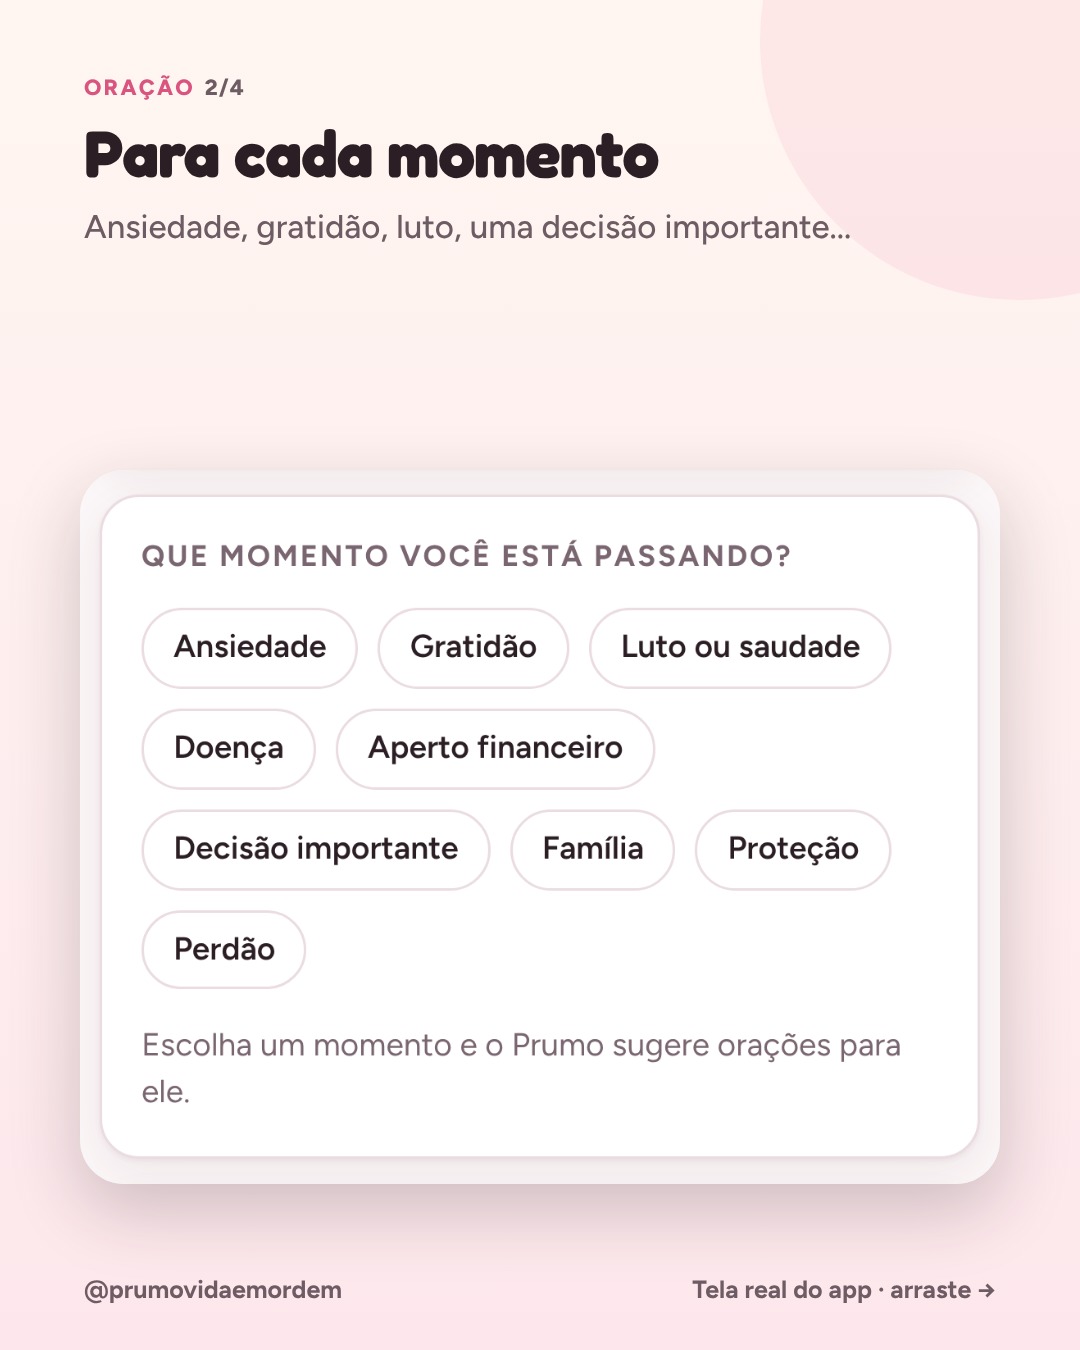 ORAÇÃO 2/4
Para cada momento
Ansiedade, gratidão, luto, uma decisão importante...
QUE MOMENTO VOCÊ ESTÁ PASSANDO?
Ansiedade Gratidão Luto ou saudade
Doença Aperto financeiro
Decisão importante Família Proteção
Perdão
Escolha um momento e o Prumo sugere orações para
ele.
@prumovidaemordem Tela real do app · arraste →